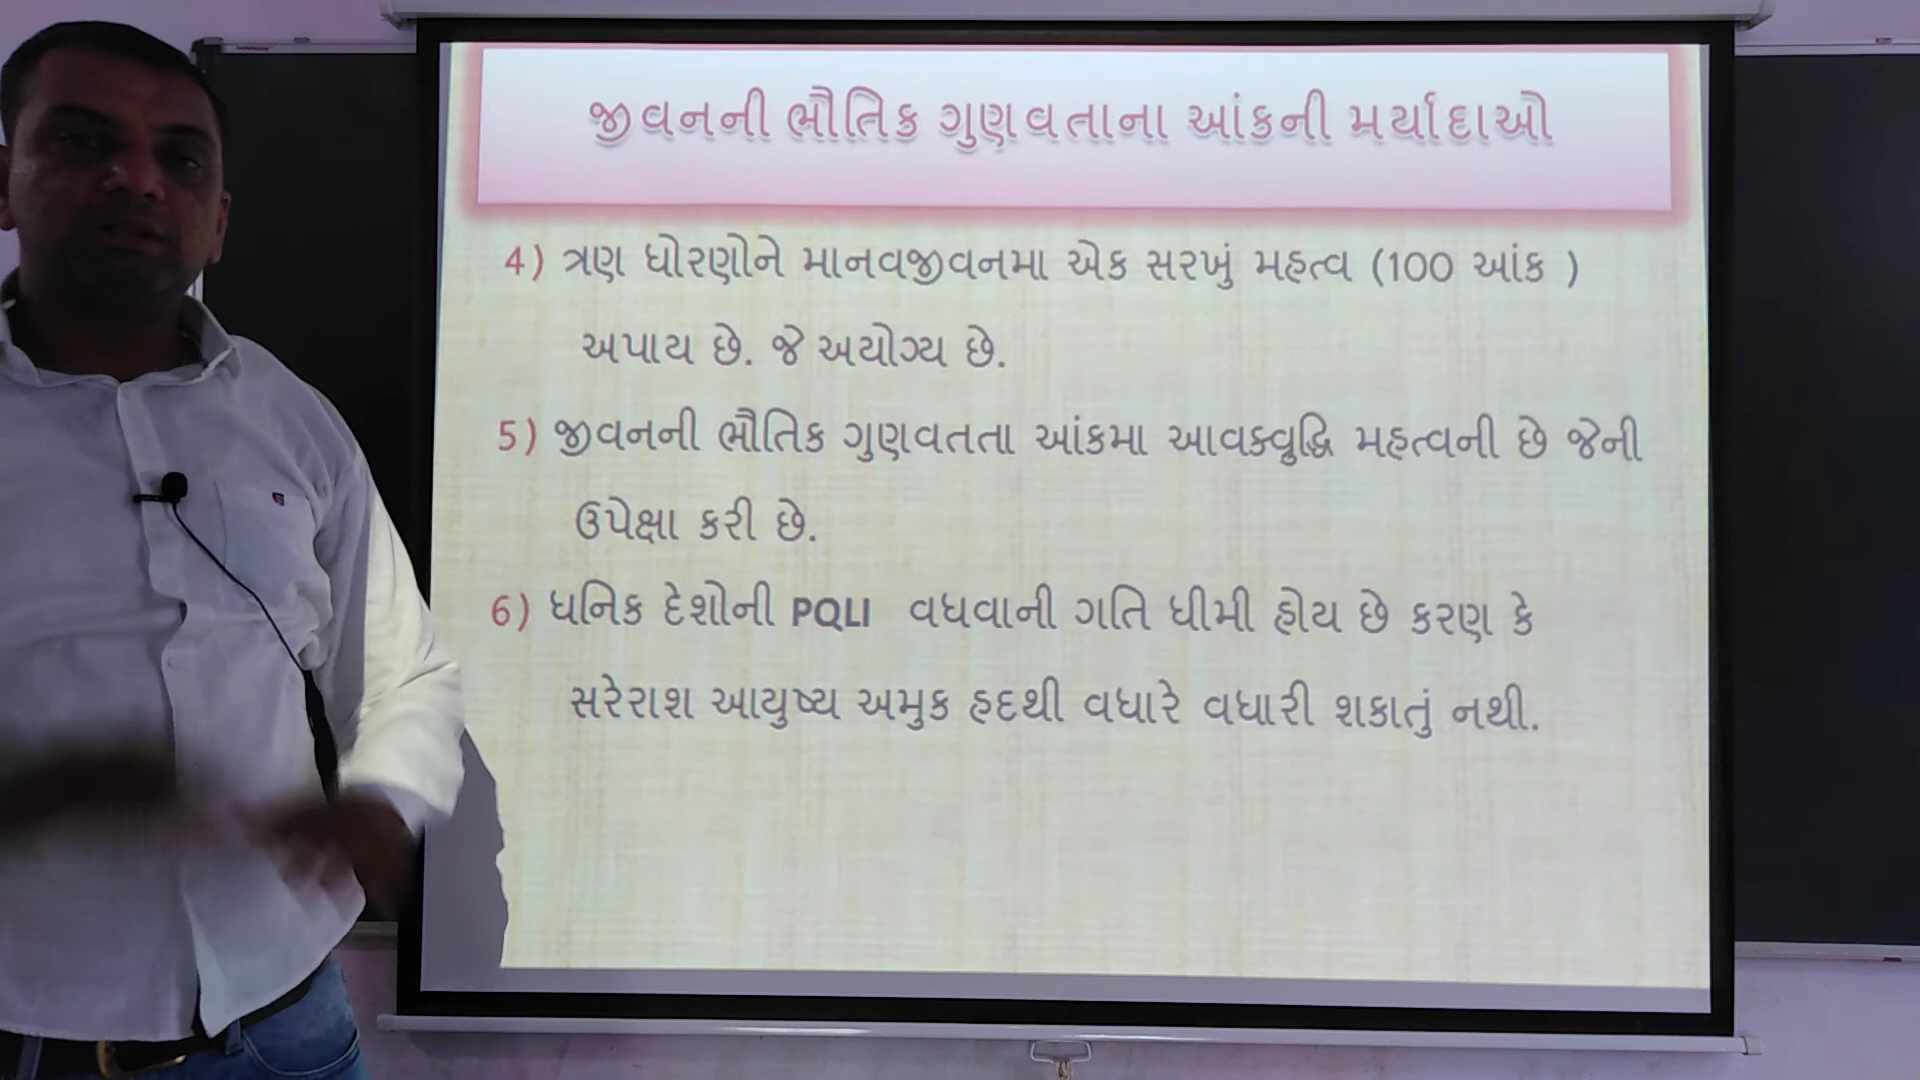 જીવનની ભૌતિક ગુણવતાના આંકની મર્યાદાઓ
4) ત્રણ ધોરણોને માનવજીવનમા એક સરખું મહત્વ (100 આંક )
અપાય છે. જે અયોગ્ય છે.
5) જીવનની ભૌતિક ગુણવતતા આંકમા આવક્વ્રુદ્ધિ મહત્વની છે જેની
ઉપેક્ષા કરી છે.
6) ધનિક દેશોની PQLI વધવાની ગતિ ધીમી હોય છે કરણ કે
સરેરાશ આયુષ્ય અમુક હદથી વધારે વધારી શકાતું નથી.